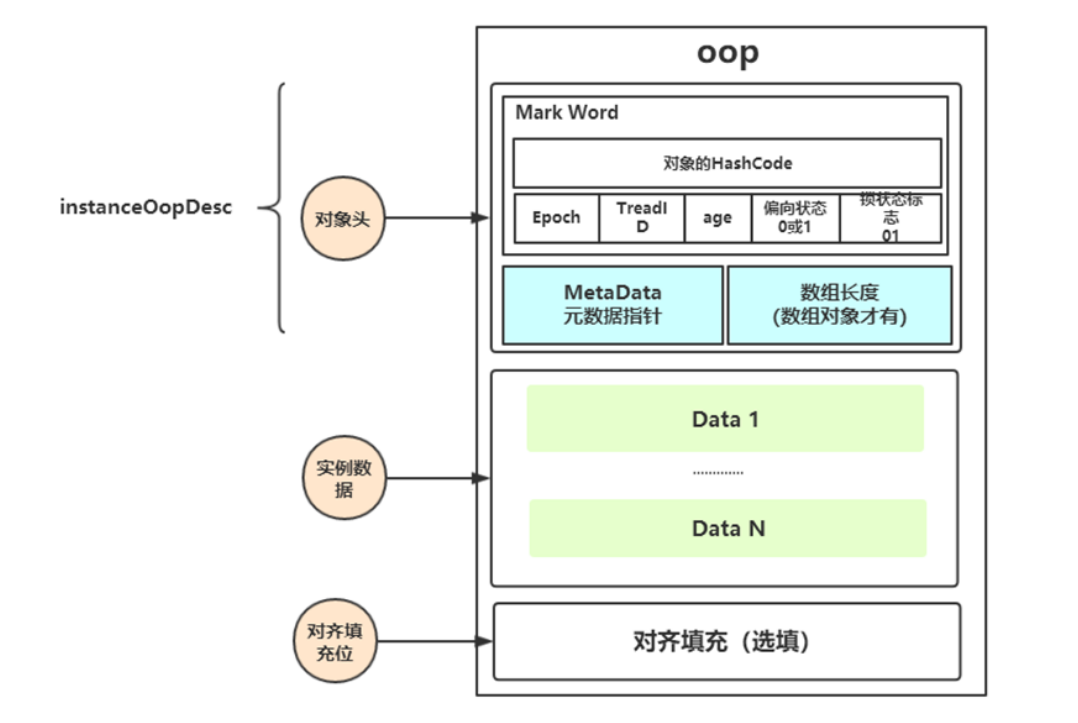 oop
Mark Word
对象的HashCode
Epoch
TreadI
D
age
偏向状态
0或1
锁状态标
志
01
instanceOopDesc
对象头
MetaData
元数据指针
数组长度
(数组对象才有)
Data 1
.............
实例数
据
Data N
对齐填
充位
对齐填充（选填）